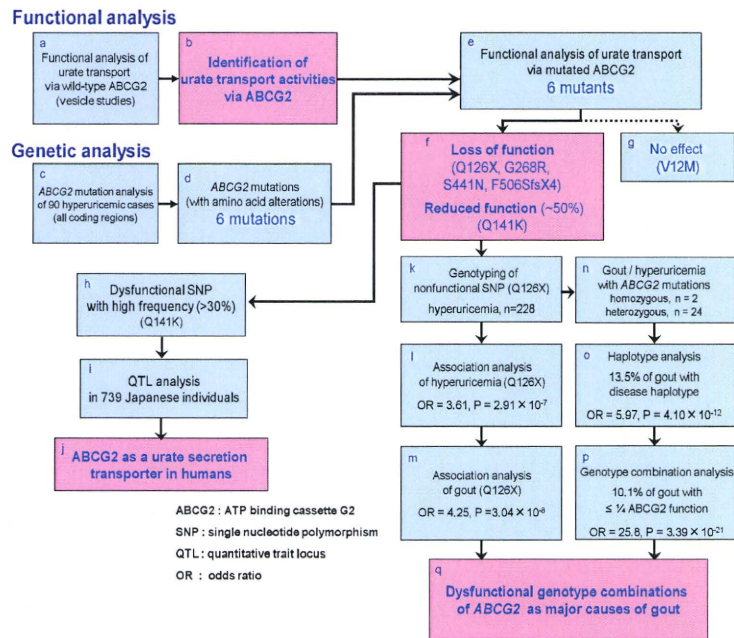 Functional analysis
a
Functional analysis of
urate transport
via wild-type ABCG2
(vesicle studies)
b
Identification of
urate transport activities
via ABCG2
e
Functional analysis of urate transport
via mutated ABCG2
6 mutants
Genetic analysis
c
ABCG2 mutation analysis
of 90 hyperuricemic cases
(all coding regions)
d
ABCG2 mutations
(with amino acid alterations)
6 mutations
f
Loss of function
(Q126X, G268R,
S441N, F506SfsX4)
Reduced function (~50%)
(Q141K)
g
No effect
(V12M)
h
Dysfunctional SNP
with high frequency (>30%)
(Q141K)
i
QTL analysis
in 739 Japanese individuals
j
ABCG2 as a urate secretion
transporter in humans
k
Genotyping of
nonfunctional SNP (Q126X)
hyperuricemia, n=228
l
Association analysis
of hyperuricemia (Q126X)
OR = 3.61, P = 2.91 × 10-7
m
Association analysis
of gout (Q126X)
OR = 4.25, P =3.04 × 10-8
n
Gout / hyperuricemia
with ABCG2 mutations
homozygous, n = 2
heterozygous, n = 24
o
Haplotype analysis
13.5% of gout with
disease haplotype
OR = 5.97, P = 4.10 × 10-12
p
Genotype combination analysis
10.1% of gout with
≤ ¼ ABCG2 function
OR = 25.8, P = 3.39 × 10-21
q
Dysfunctional genotype combinations
of ABCG2 as major causes of gout
ABCG2 : ATP binding cassette G2
SNP : single nucleotide polymorphism
QTL : quantitative trait locus
OR : odds ratio